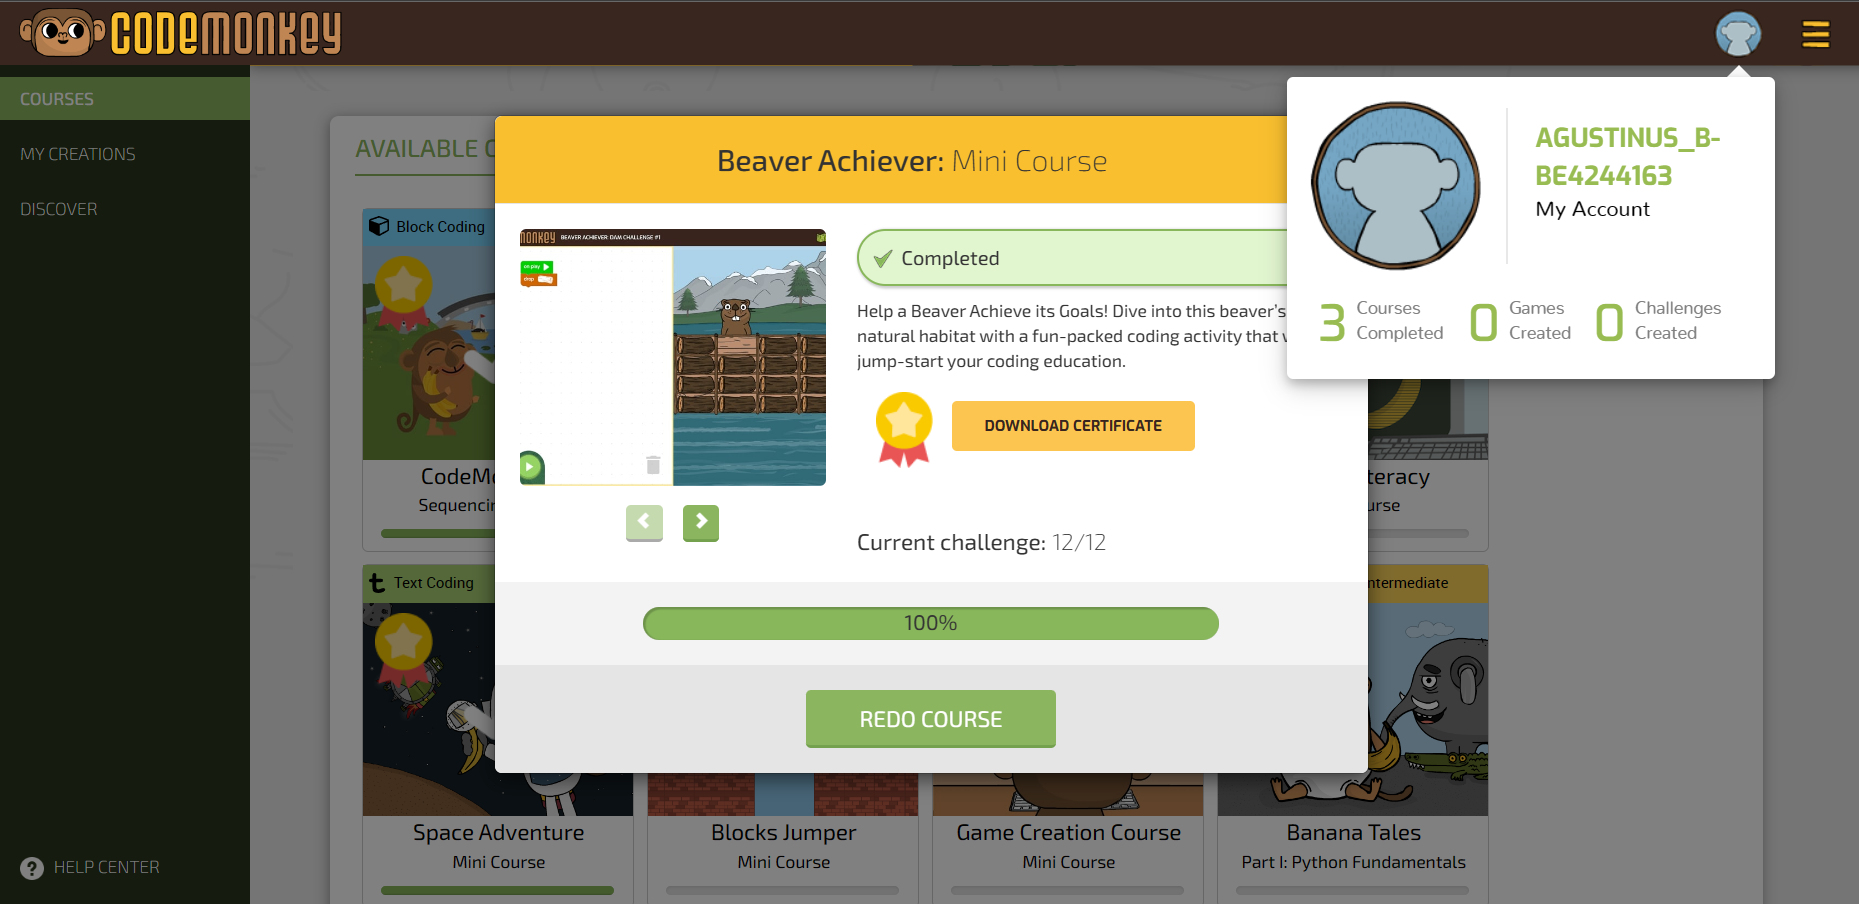 CODEMONKEY
COURSES
MY CREATIONS
DISCOVER
HELP CENTER
AVAILABLE
Block Coding
Sequencin
Text Coding
Space Adventure
Mini Course
Blocks Jumper
Mini Course
Game Creation Course
Mini Course
teracy
urse
ntermediate
Banana Tales
Part I: Python Fundamentals
Beaver Achiever: Mini Course
monkey BEAVER ACHIEVER: DAM CHALLENGE #1
on play
drop
Completed
Help a Beaver Achieve its Goals! Dive into this beaver's
natural habitat with a fun-packed coding activity that
jump-start your coding education.
DOWNLOAD CERTIFICATE
Current challenge: 12/12
100%
REDO COURSE
AGUSTINUS_B-
BE4244163
My Account
3 Courses Completed
0 Games Created
0 Challenges Created